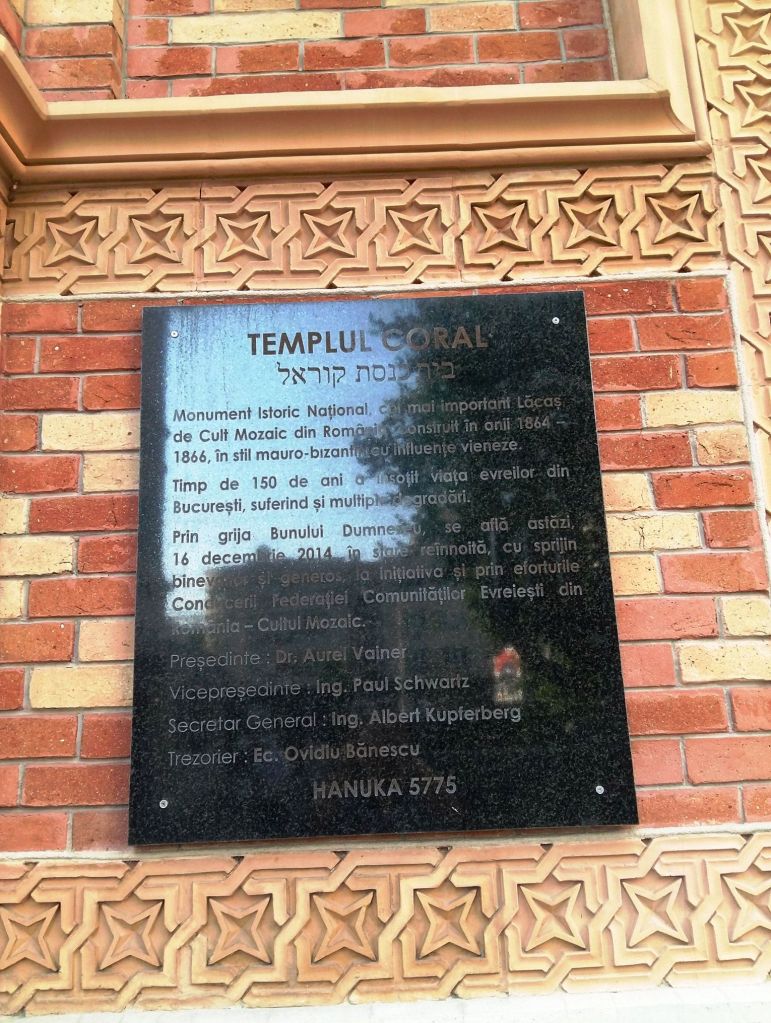 TEMPLUL CORAL
בית כנסת קוראל
Monument Istoric Național, cel mai important Lăcaș
de Cult Mozaic din România construit în anii 1864 –
1866, în stil mauro-bizantin cu influențe vieneze.
Timp de 150 de ani a însoțit viața evreilor din
București, suferind și multiple degradări.
Prin grija Bunului Dumnezeu, se află astăzi,
16 decembrie 2014, în stare reînnoită, cu sprijin
binevoitor și generos, la inițiativa și prin eforturile
Conducerii Federației Comunităților Evreiești din
România – Cultul Mozaic.
Președinte : Dr. Aurel Vainer
Vicepreședinte : Ing. Paul Schwartz
Secretar General : Ing. Albert Kupferberg
Trezorier : Ec. Ovidiu Bănescu
HANUKA 5775